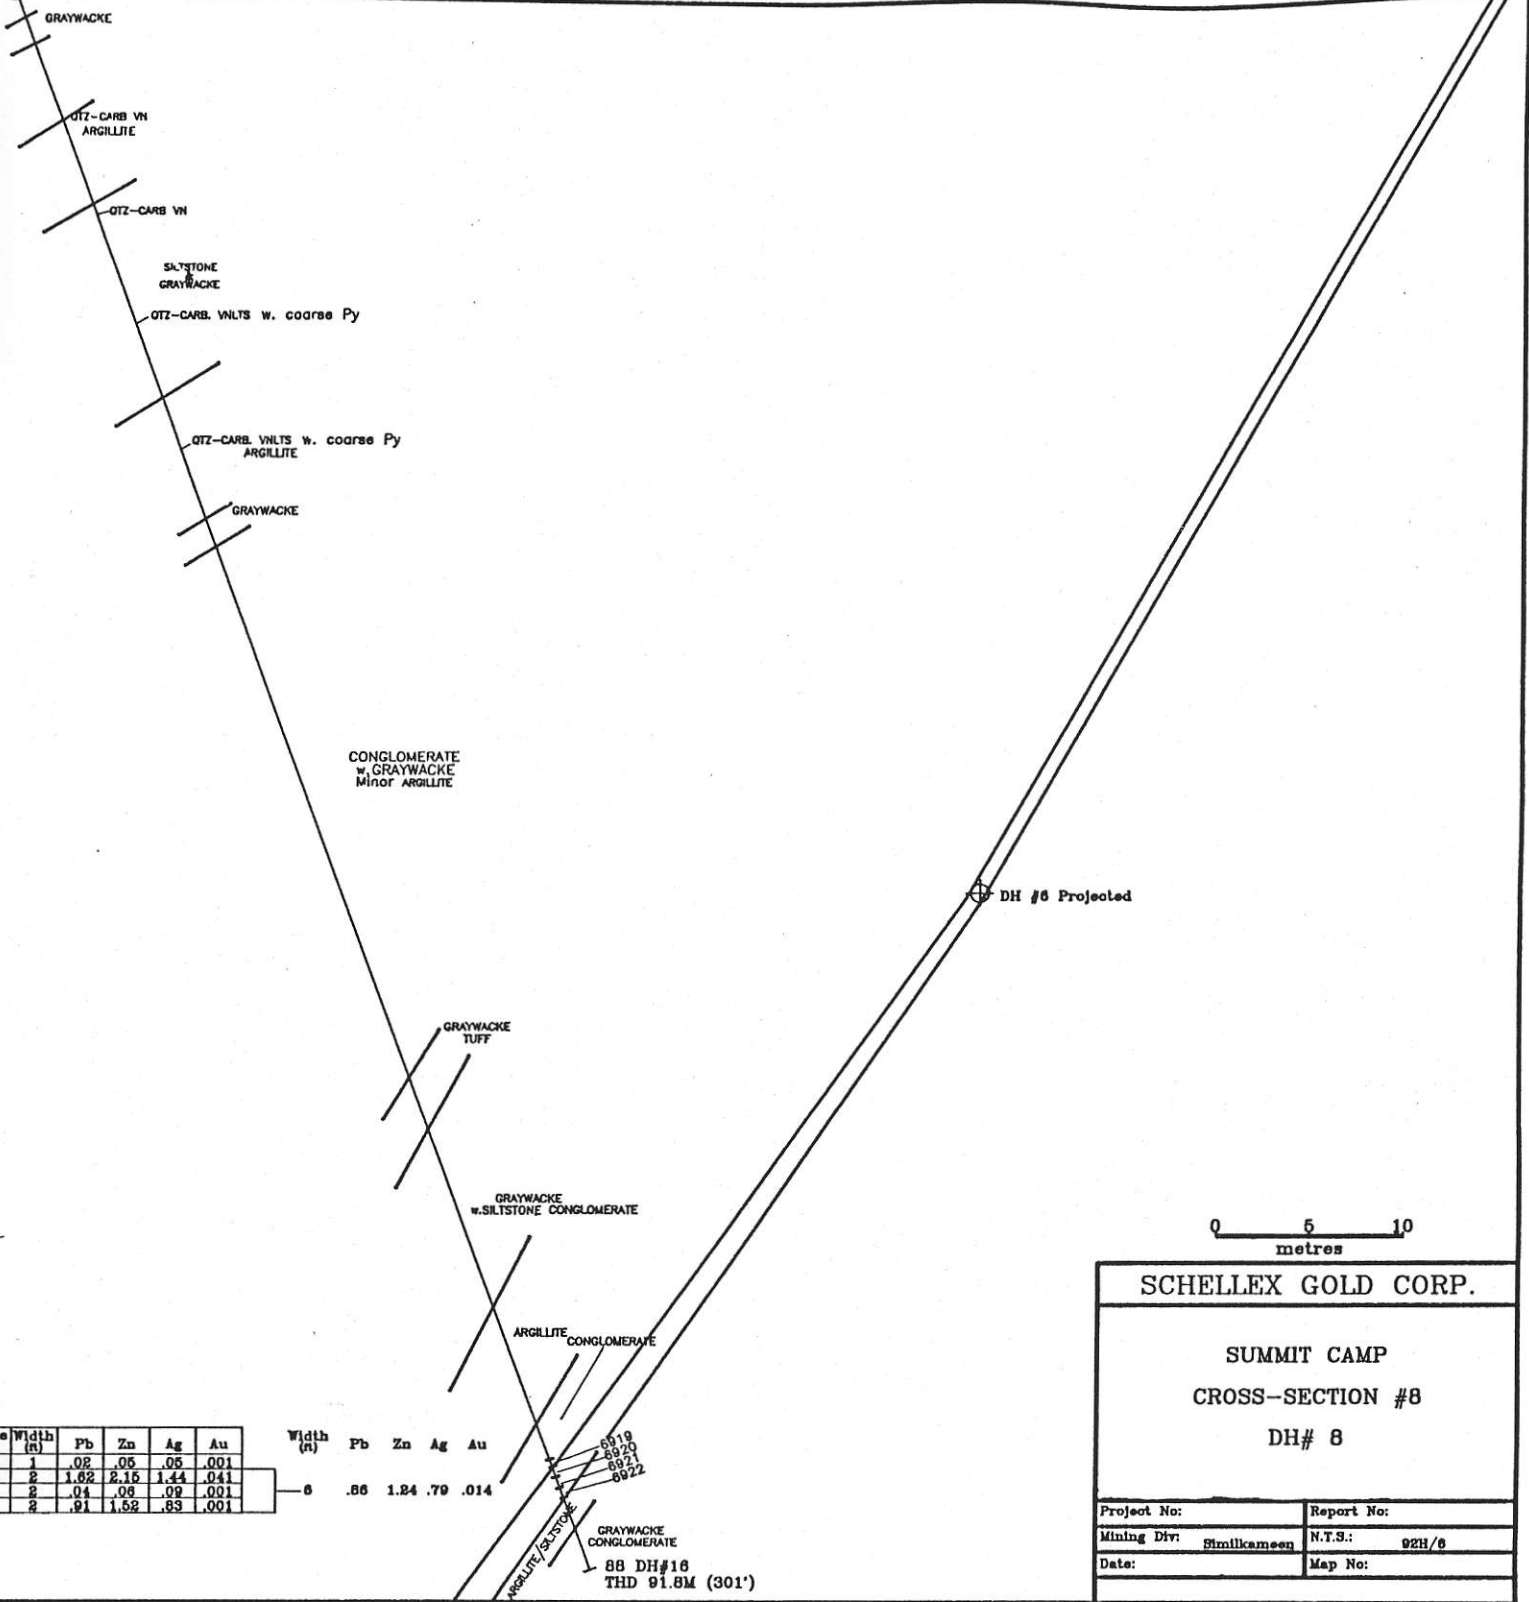 GRAYWACKE
QTZ-CARB VN
ARGILLITE
QTZ-CARB VN
SILTSTONE
&
GRAYWACKE
QTZ-CARB. VNLTS w. coarse Py
QTZ-CARB. VNLTS w. coarse Py
ARGILLITE
GRAYWACKE
CONGLOMERATE
w. GRAYWACKE
Minor ARGILLITE
DH #6 Projected
GRAYWACKE
TUFF
GRAYWACKE
w.SILTSTONE CONGLOMERATE
ARGILLITE
CONGLOMERATE
6919
6920
6921
6922
ARGILLITE/SILTSTONE
GRAYWACKE
CONGLOMERATE
88 DH#16
THD 91.8M (301')
e Width (ft) Pb Zn Ag Au
1 .02 .05 .05 .001
2 1.62 2.15 1.44 .041
2 .04 .06 .09 .001
2 .91 1.52 .83 .001
Width (ft) Pb Zn Ag Au
6 .86 1.24 .79 .014
0 5 10
metres
SCHELLEX GOLD CORP.
SUMMIT CAMP
CROSS-SECTION #8
DH# 8
Project No: Report No:
Mining Div: Similkameen N.T.S.: 92H/6
Date: Map No: